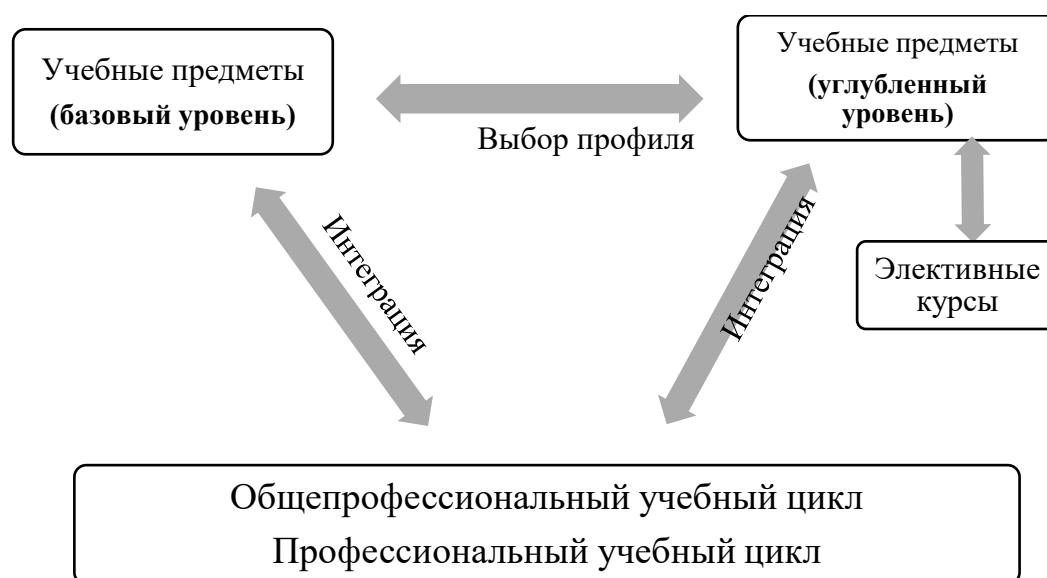 Учебные предметы
(базовый уровень)
Выбор профиля
Учебные предметы
(углубленный
уровень)
Интеграция
Интеграция
Элективные
курсы
Общепрофессиональный учебный цикл
Профессиональный учебный цикл